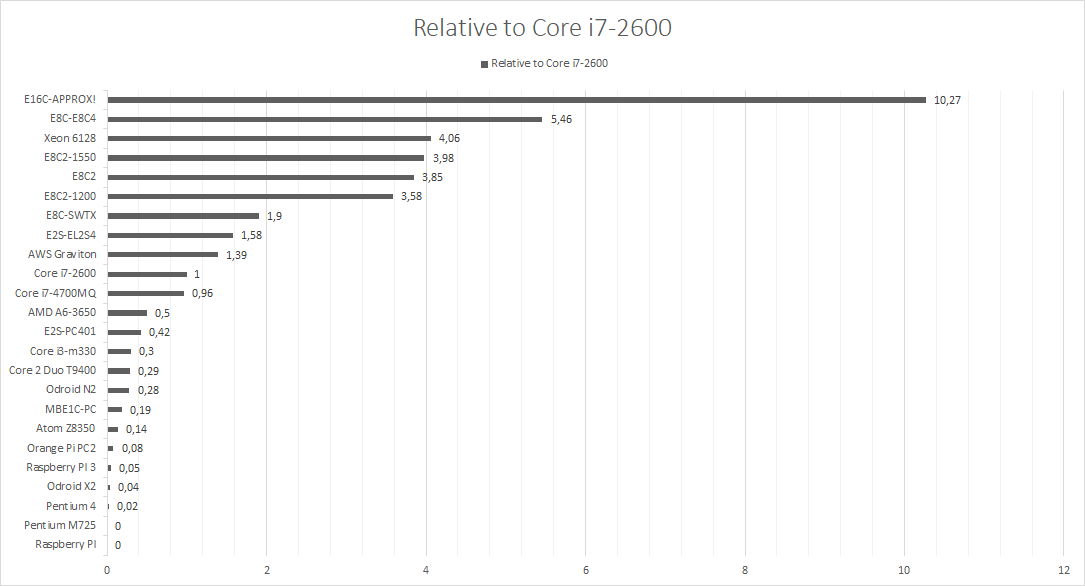 Relative to Core i7-2600
Relative to Core i7-2600
E16C-APPROX! 10,27
E8C-E8C4 5,46
Xeon 6128 4,06
E8C2-1550 3,98
E8C2 3,85
E8C2-1200 3,58
E8C-SWTX 1,9
E2S-EL2S4 1,58
AWS Graviton 1,39
Core i7-2600 1
Core i7-4700MQ 0,96
AMD A6-3650 0,5
E2S-PC401 0,42
Core i3-m330 0,3
Core 2 Duo T9400 0,29
Odroid N2 0,28
MBE1C-PC 0,19
Atom Z8350 0,14
Orange Pi PC2 0,08
Raspberry PI 3 0,05
Odroid X2 0,04
Pentium 4 0,02
Pentium M725 0
Raspberry PI 0
0 2 4 6 8 10 12